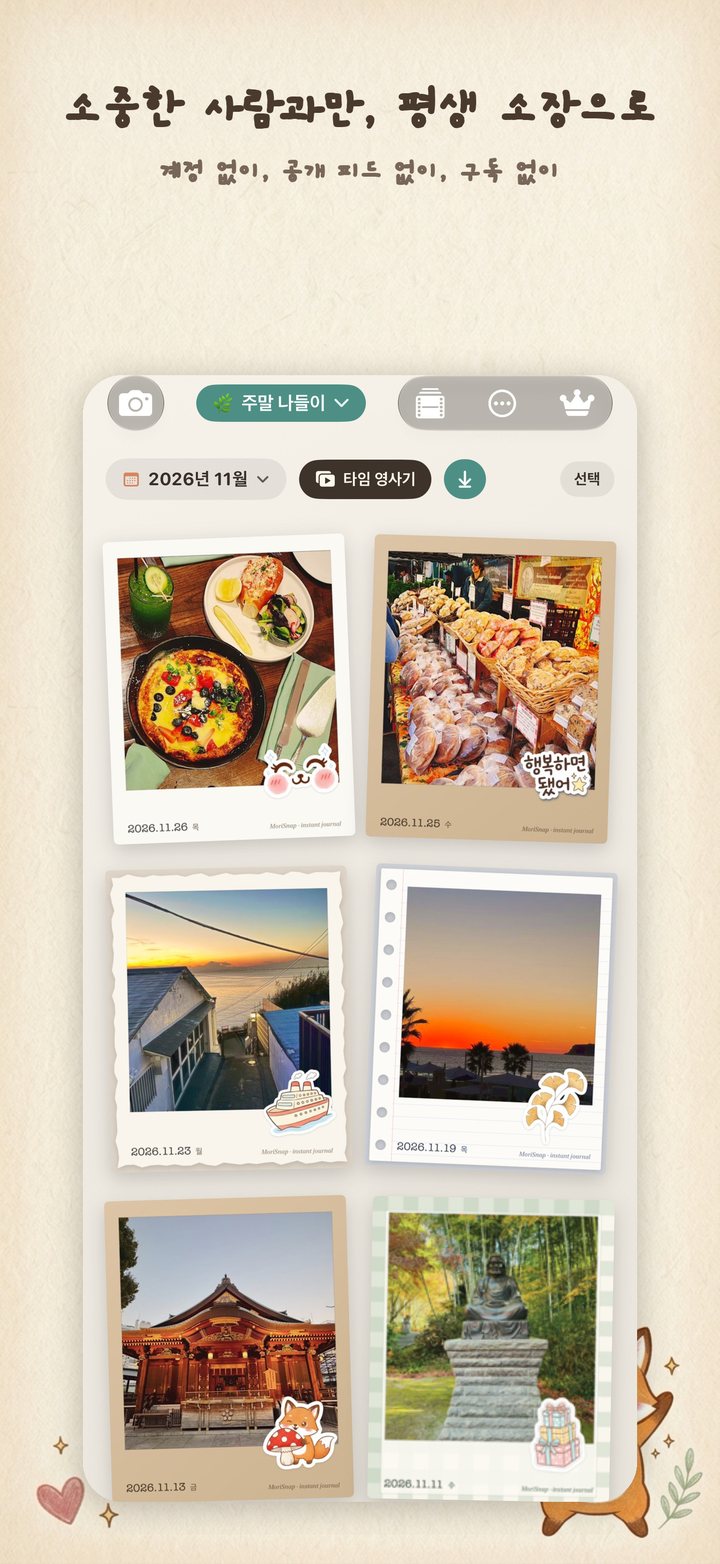 소중한 사람과만, 평생 소장으로
계정 없이, 공개 피드 없이, 구독 없이
주말 나들이
2026년 11월
타임 영사기
선택
행복하면
됐어
2026.11.26 목
MoriSnap · instant journal
2026.11.25 수
MoriSnap · instant journal
2026.11.23 월
MoriSnap · instant journal
2026.11.19 목
MoriSnap · instant journal
2026.11.13 금
MoriSnap · instant journal
2026.11.11 수
MoriSnap · instant journal